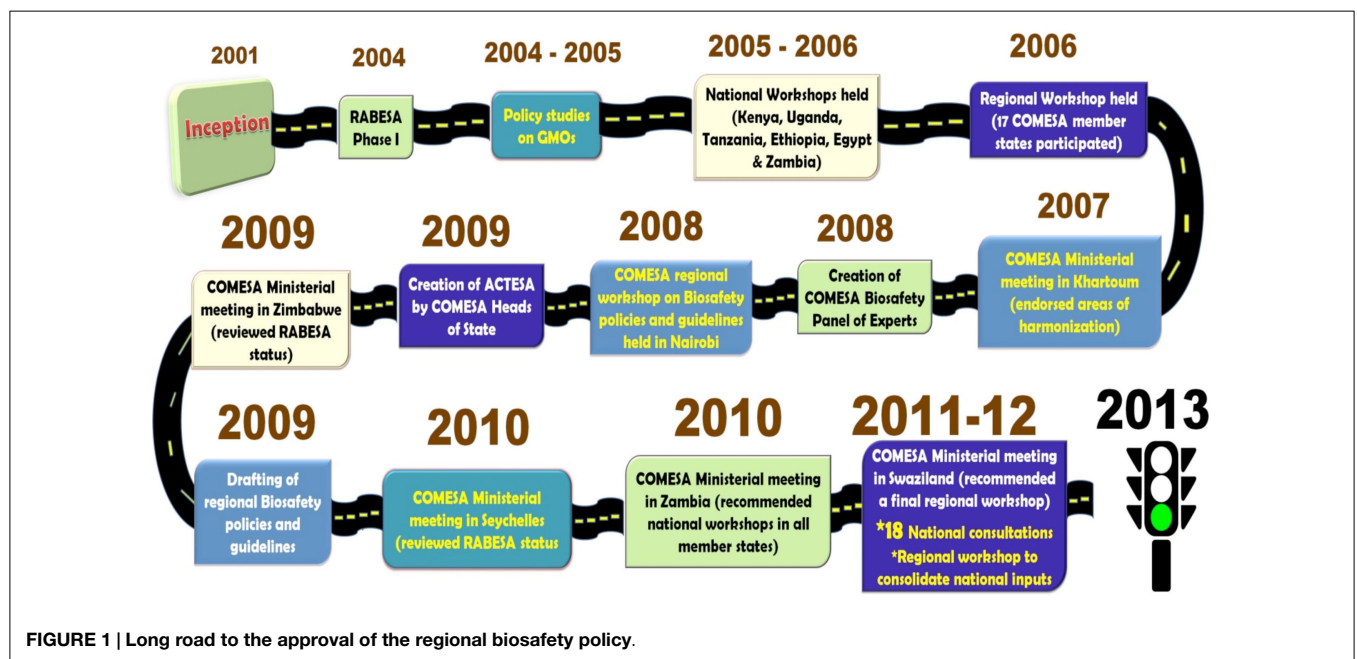 2001
Inception
2004
RABESA
Phase I
2004 - 2005
Policy studies
on GMOs
2005 - 2006
National Workshops held
(Kenya, Uganda,
Tanzania, Ethiopia, Egypt
& Zambia)
2006
Regional Workshop held
(17 COMESA member
states participated)
2007
COMESA Ministerial
meeting in Khartoum
(endorsed areas of
harmonization)
2008
Creation of
COMESA Biosafety
Panel of Experts
2008
COMESA regional
workshop on Biosafety
policies and guidelines
held in Nairobi
2009
Creation of ACTESA
by COMESA Heads
of State
2009
COMESA Ministerial
meeting in Zimbabwe
(reviewed RABESA
status)
2009
Drafting of
regional Biosafety
policies and
guidelines
2010
COMESA Ministerial
meeting in Seychelles
(reviewed RABESA status
2010
COMESA Ministerial meeting
in Zambia (recommended
national workshops in all
member states)
2011-12
COMESA Ministerial meeting
in Swaziland (recommended
a final regional workshop)
*18 National consultations
*Regional workshop to
consolidate national inputs
2013
FIGURE 1 | Long road to the approval of the regional biosafety policy.